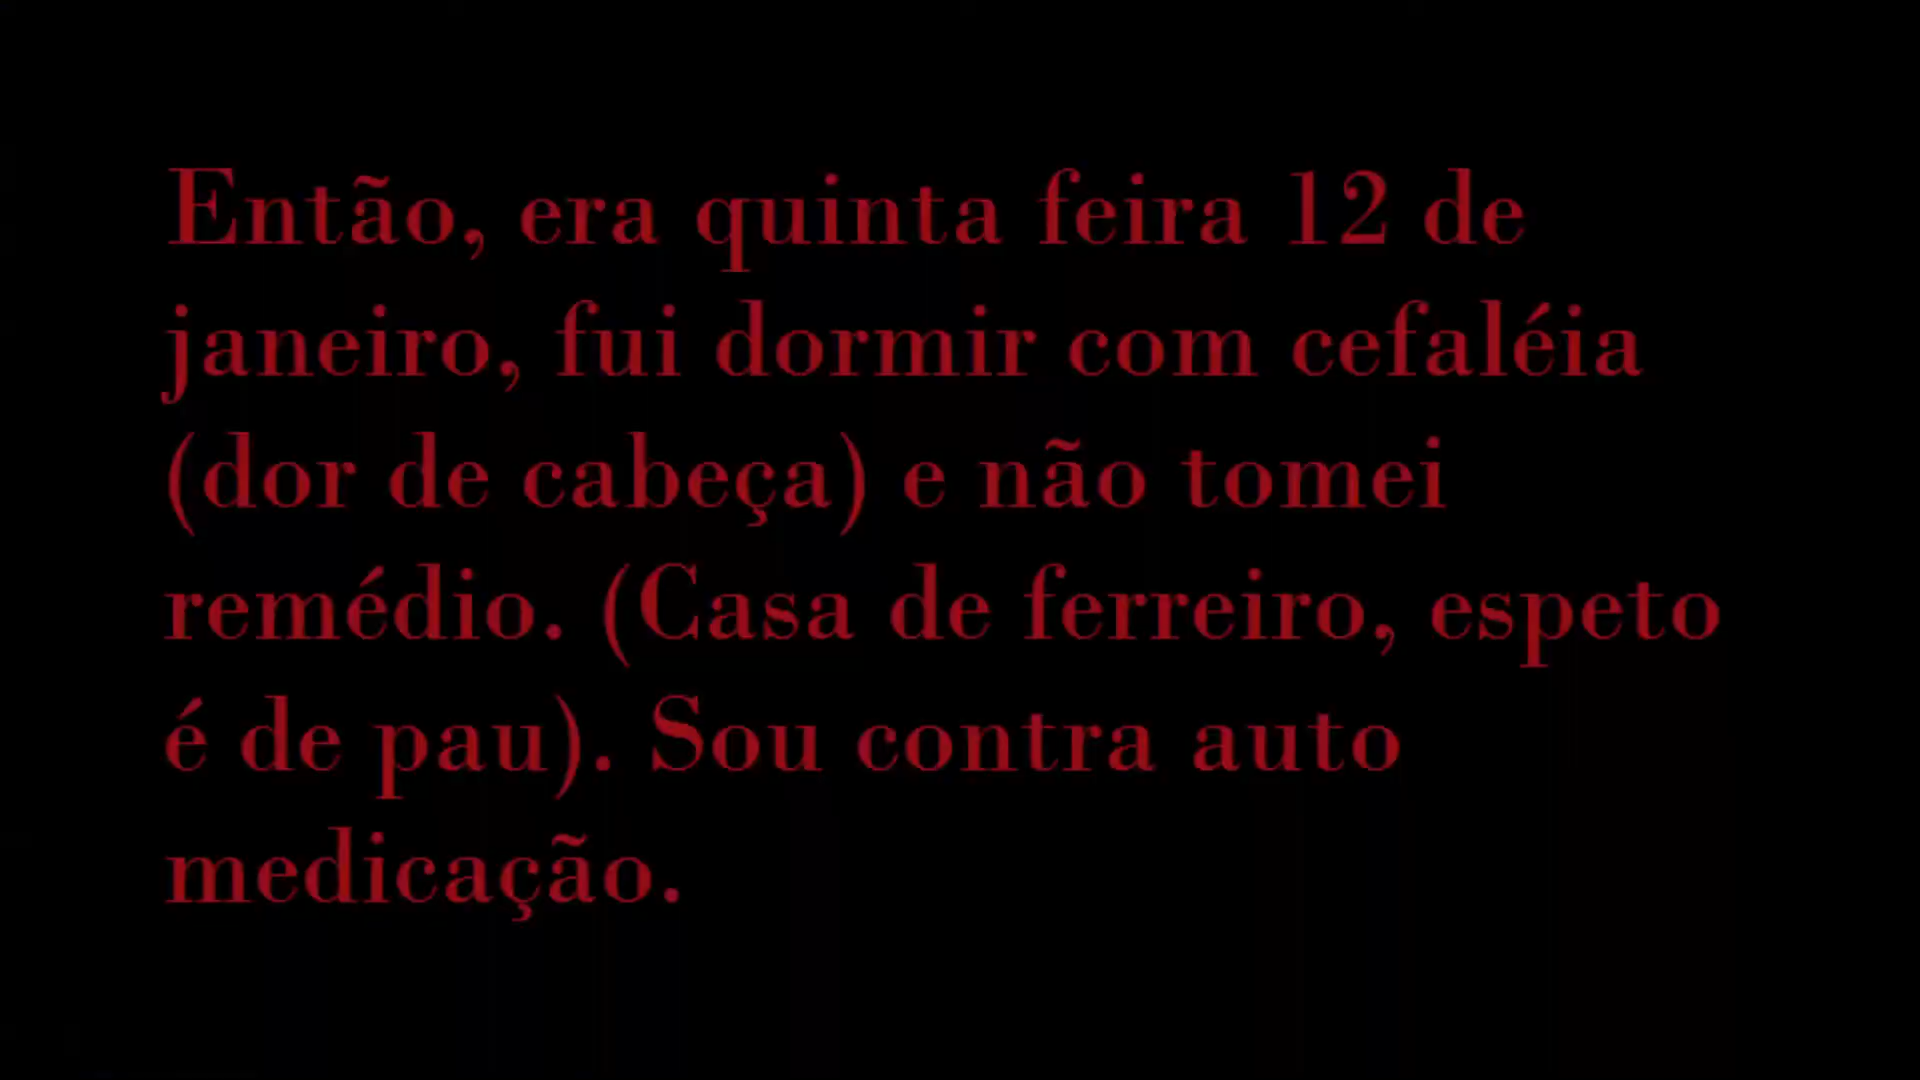 Então, era quinta feira 12 de
janeiro, fui dormir com cefaléia
(dor de cabeça) e não tomei
remédio. (Casa de ferreiro, espeto
é de pau). Sou contra auto
medicação.